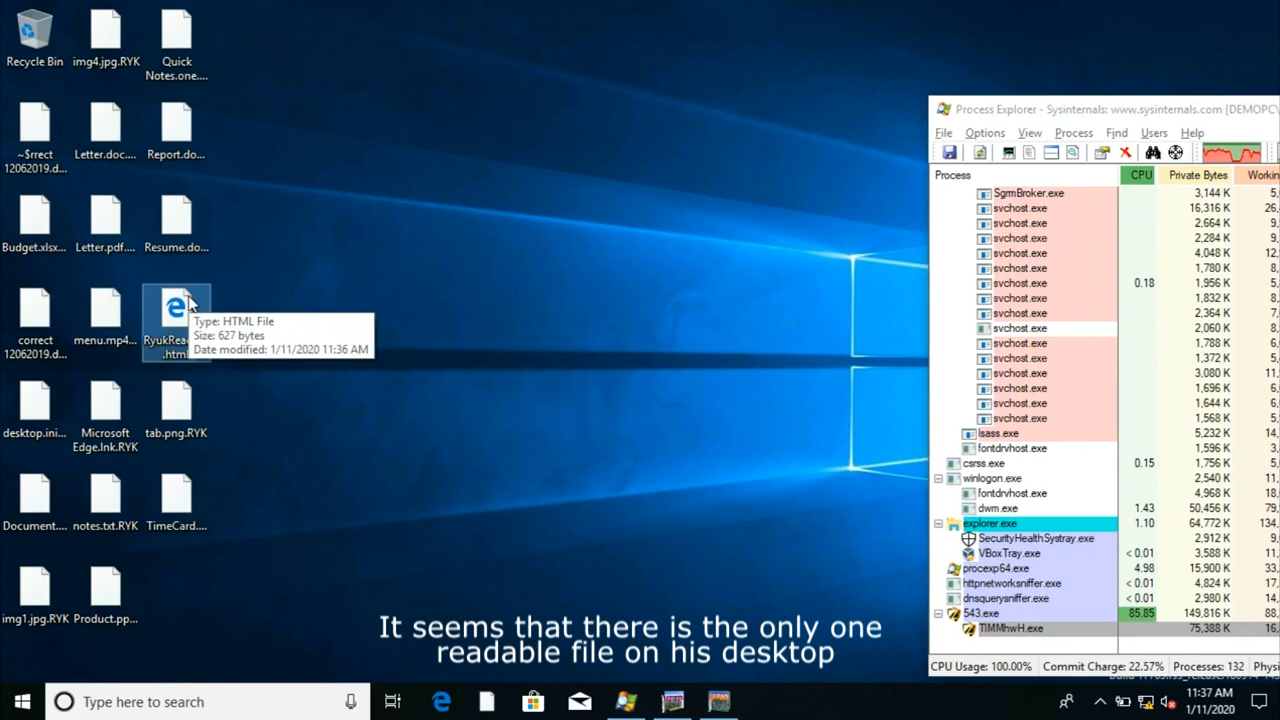 Recycle Bin
img4.jpg.RYK
Quick
Notes.one....
~$rrect
12062019.d...
Letter.doc....
Report.do...
Budget.xlsx...
Letter.pdf....
Resume.do...
correct
12062019.d...
menu.mp4...
RyukRea
.html
Type: HTML File
Size: 627 bytes
Date modified: 1/11/2020 11:36 AM
desktop.ini...
Microsoft
Edge.lnk.RYK
tab.png.RYK
Document....
notes.txt.RYK
TimeCard....
img1.jpg.RYK
Product.pp...
Process Explorer - Sysinternals: www.sysinternals.com [DEMOPC\
File Options View Process Find Users Help
Process CPU Private Bytes Workin
SgrmBroker.exe 3,144 K 5,
svchost.exe 16,316 K 26,
svchost.exe 2,664 K 9,
svchost.exe 2,284 K 9,
svchost.exe 4,048 K 12,
svchost.exe 1,780 K 8,
svchost.exe 0.18 1,956 K 8,
svchost.exe 1,832 K 8,
svchost.exe 2,364 K 9,
svchost.exe 2,060 K 8,
svchost.exe 1,788 K 6,
svchost.exe 1,372 K 5,
svchost.exe 3,080 K 11,
svchost.exe 1,696 K 6,
svchost.exe 1,644 K 6,
svchost.exe 1,568 K 5,
lsass.exe 5,232 K 14,
fontdrvhost.exe 1,596 K 3,
csrss.exe 0.15 1,756 K 5,
winlogon.exe 2,540 K 11,
fontdrvhost.exe 4,968 K 18,
dwm.exe 1.43 50,456 K 79,
explorer.exe 1.10 64,772 K 134,
SecurityHealthSystray.exe 2,912 K 9,
VBoxTray.exe < 0.01 3,588 K 11,
procexp64.exe 4.98 15,900 K 33,
httpnetworksniffer.exe < 0.01 4,824 K 17,
dnsquerysniffer.exe < 0.01 2,980 K 14,
543.exe 85.85 149,816 K 88,
TIMMhwH.exe 75,388 K 16,
CPU Usage: 100.00% Commit Charge: 22.57% Processes: 132 Physi
It seems that there is the only one
readable file on his desktop
Type here to search
11:37 AM
1/11/2020